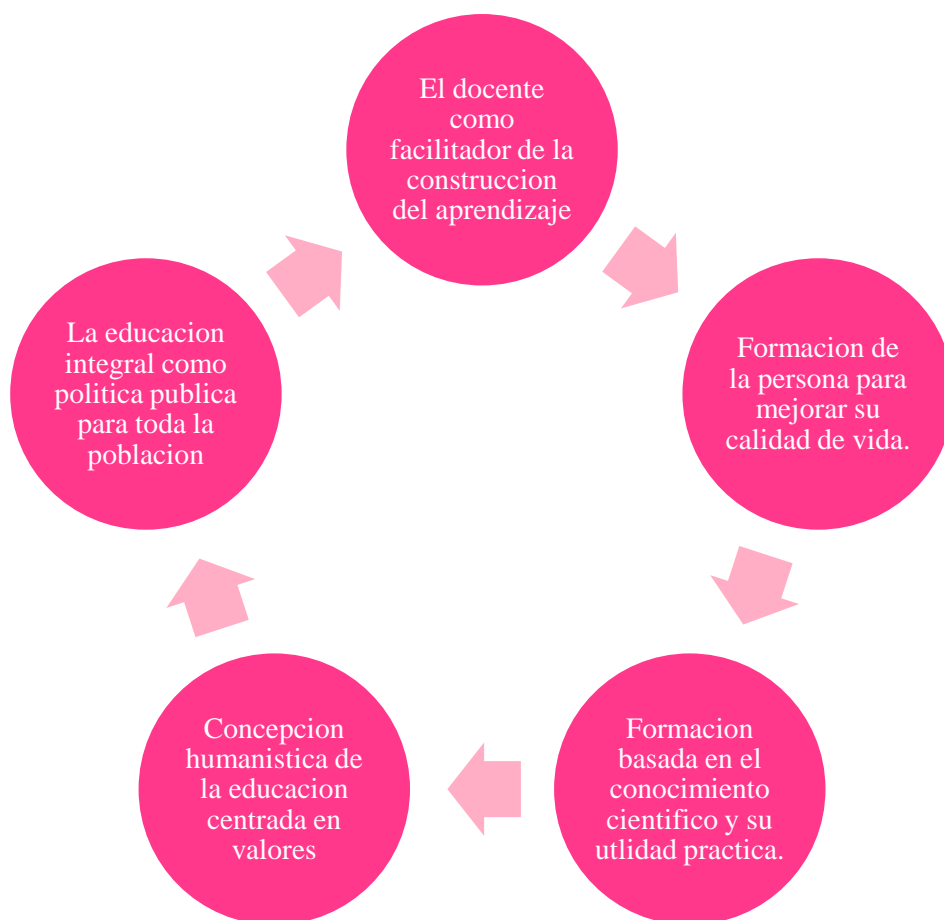 El docente
como
facilitador de la
construccion
del aprendizaje
Formacion de
la persona para
mejorar su
calidad de vida.
Formacion
basada en el
conocimiento
cientifico y su
utlidad practica.
Concepcion
humanistica de
la educacion
centrada en
valores
La educacion
integral como
politica publica
para toda la
poblacion